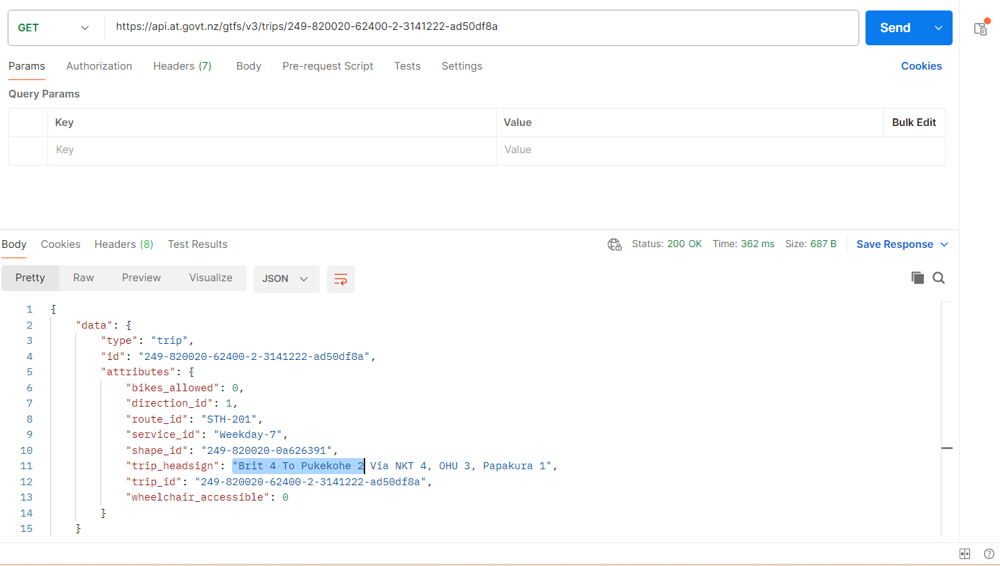 GET https://api.at.govt.nz/gtfs/v3/trips/249-820020-62400-2-3141222-ad50df8a Send
Params Authorization Headers (7) Body Pre-request Script Tests Settings Cookies
Query Params
Key Value Bulk Edit
Key Value
Body Cookies Headers (8) Test Results Status: 200 OK Time: 362 ms Size: 687 B Save Response
Pretty Raw Preview Visualize JSON
1 {
2 "data": {
3 "type": "trip",
4 "id": "249-820020-62400-2-3141222-ad50df8a",
5 "attributes": {
6 "bikes_allowed": 0,
7 "direction_id": 1,
8 "route_id": "STH-201",
9 "service_id": "Weekday-7",
10 "shape_id": "249-820020-0a626391",
11 "trip_headsign": "Brit 4 To Pukekohe 2 Via NKT 4, OHU 3, Papakura 1",
12 "trip_id": "249-820020-62400-2-3141222-ad50df8a",
13 "wheelchair_accessible": 0
14 }
15 }